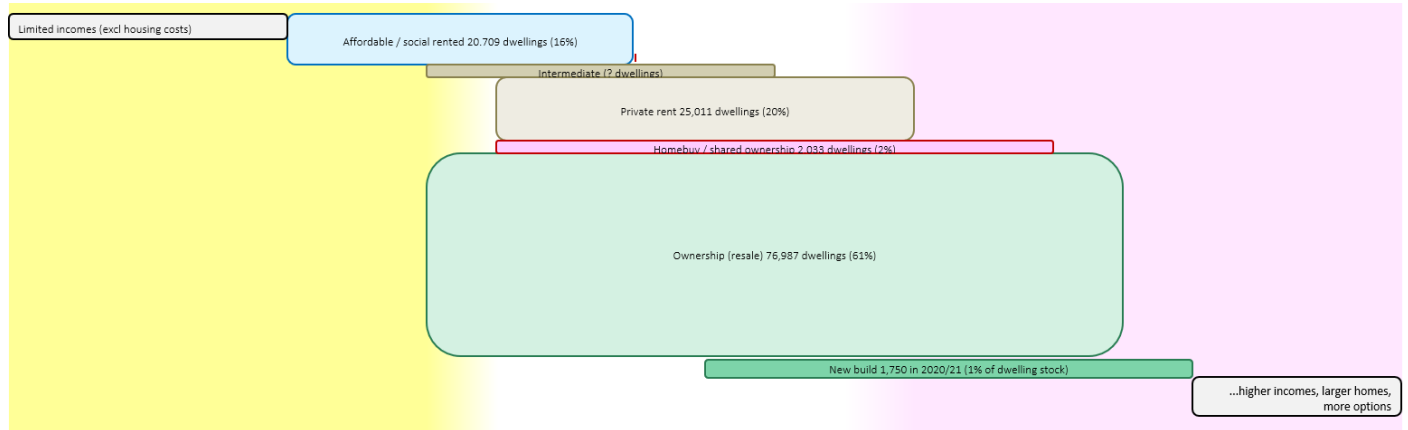 Limited incomes (excl housing costs)
Affordable / social rented 20.709 dwellings (16%)
Intermediate (? dwellings)
Private rent 25,011 dwellings (20%)
Homebuy / shared ownership 2,033 dwellings (2%)
Ownership (resale) 76,987 dwellings (61%)
New build 1,750 in 2020/21 (1% of dwelling stock)
...higher incomes, larger homes,
more options